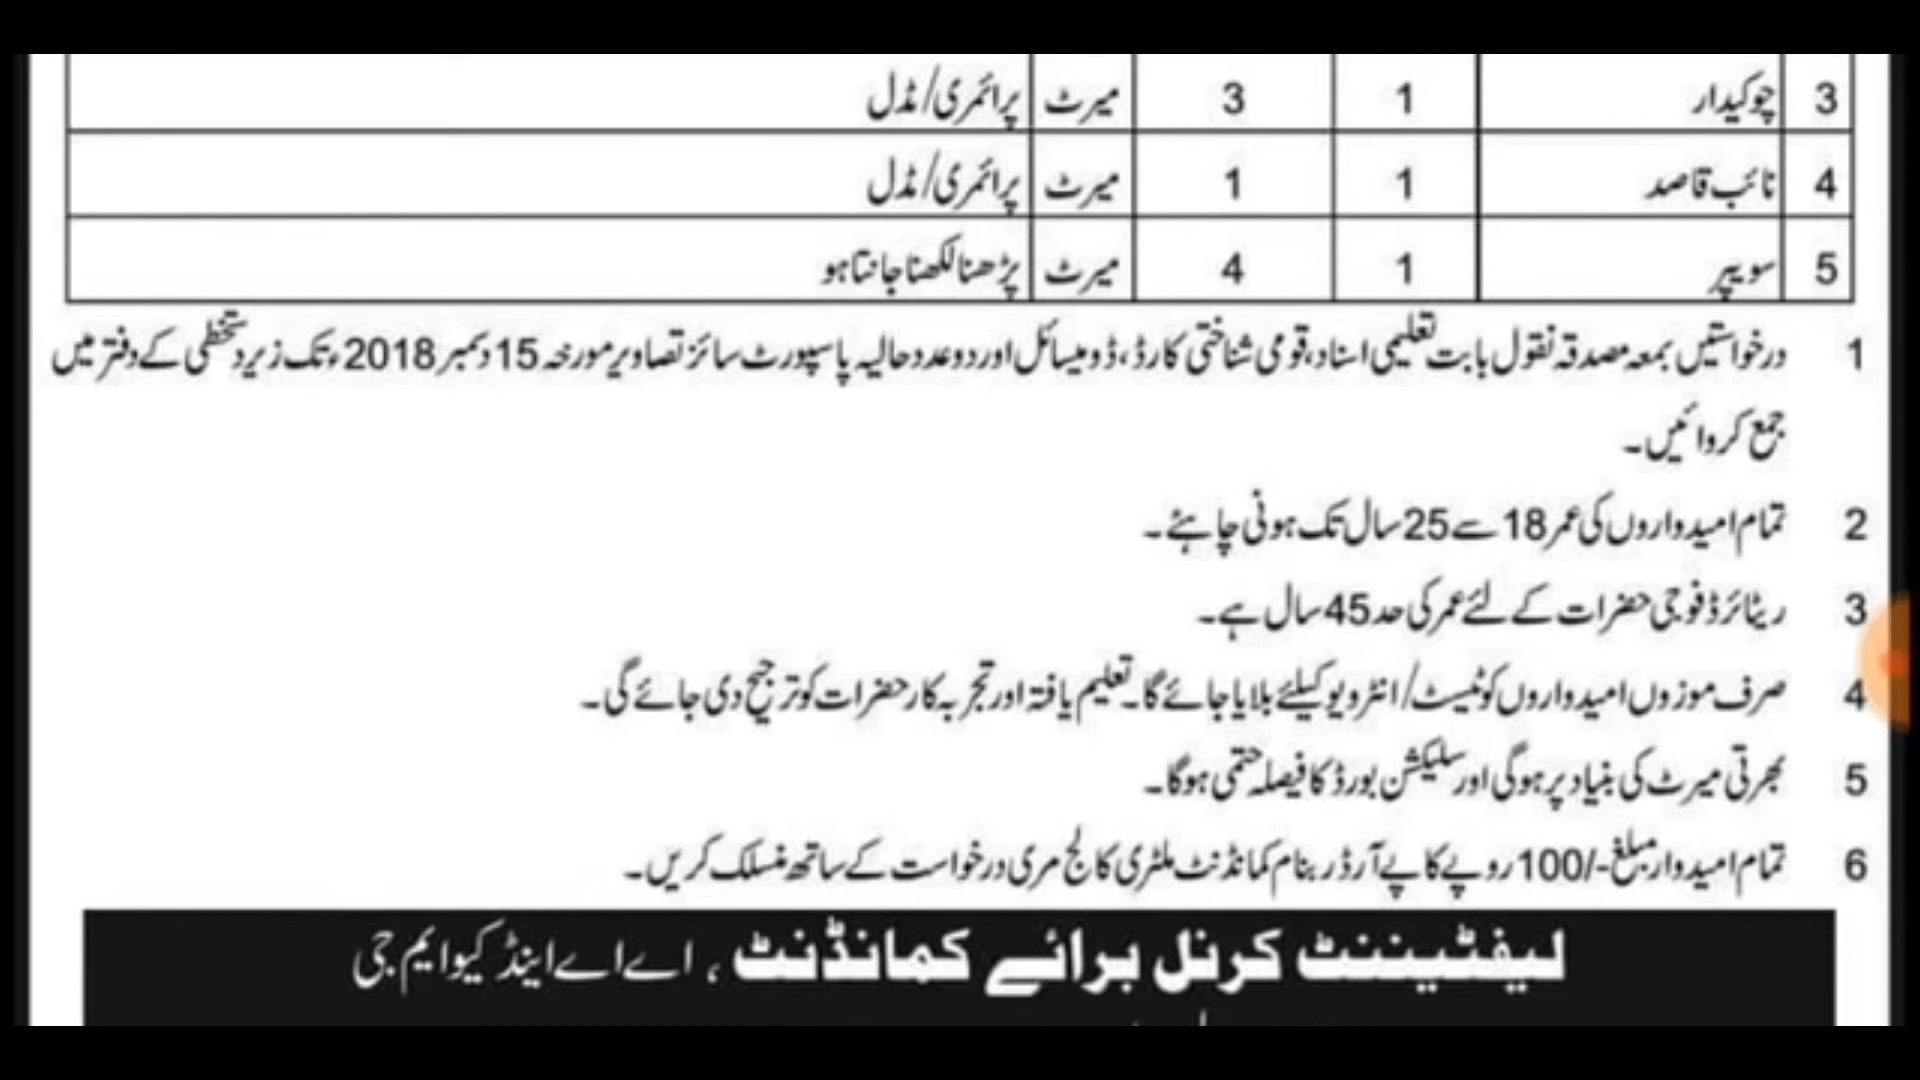 3 چوکیدار 1 3 میرٹ پرائمری/مڈل
4 نائب قاصد 1 1 میرٹ پرائمری/مڈل
5 سویپر 1 4 میرٹ پڑھنا لکھنا جانتا ہو
1 درخواستیں بمعہ مصدقہ نقول بابت تعلیمی اسناد، قومی شناختی کارڈ، ڈومیسائل اور دو عدد حالیہ پاسپورٹ سائز تصاویر مورخہ 15 دسمبر 2018ء تک زیر دستخطی کے دفتر میں
جمع کروائیں۔
2 تمام امیدواروں کی عمر 18 سے 25 سال تک ہونی چاہئے۔
3 ریٹائرڈ فوجی حضرات کے لئے عمر کی حد 45 سال ہے۔
4 صرف موزوں امیدواروں کو ٹیسٹ/انٹرویو کیلئے بلایا جائے گا۔ تعلیم یافتہ اور تجربہ کار حضرات کو ترجیح دی جائے گی۔
5 بھرتی میرٹ کی بنیاد پر ہوگی اور سلیکشن بورڈ کا فیصلہ حتمی ہوگا۔
6 تمام امیدوار مبلغ -/100 روپے کا پے آرڈر بنام کمانڈنٹ ملٹری کالج مری درخواست کے ساتھ منسلک کریں۔
لیفٹیننٹ کرنل برائے کمانڈنٹ، اے اے اینڈ کیو ایم جی